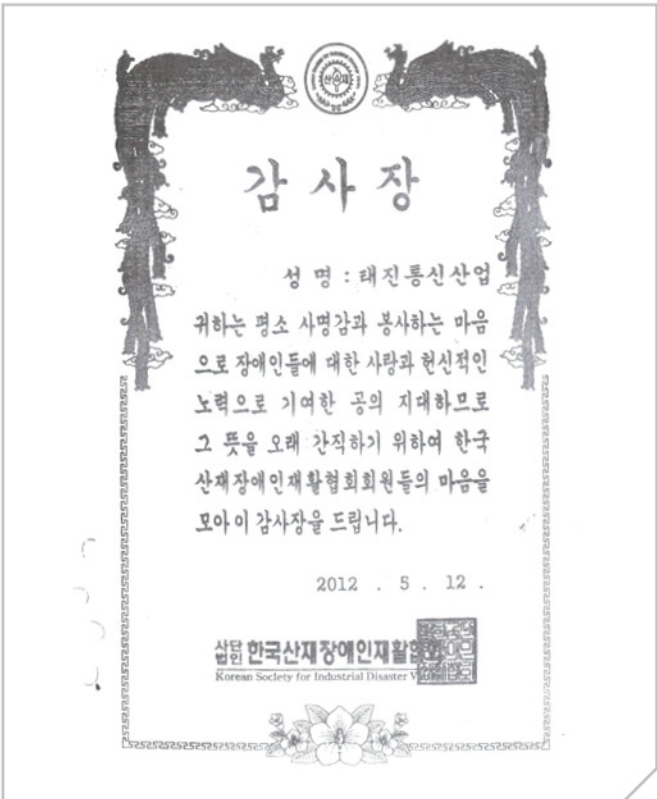 산재
감사장
성명 : 태진통신산업
귀하는 평소 사명감과 봉사하는 마음
으로 장애인들에 대한 사랑과 헌신적인
노력으로 기여한 공의 지대하므로
그 뜻을 오래 간직하기 위하여 한국
산재장애인재활협회회원들의 마음을
모아 이 감사장을 드립니다.
2012 . 5 . 12 .
사단법인 한국산재장애인재활협회
Korean Society for Industrial Disaster